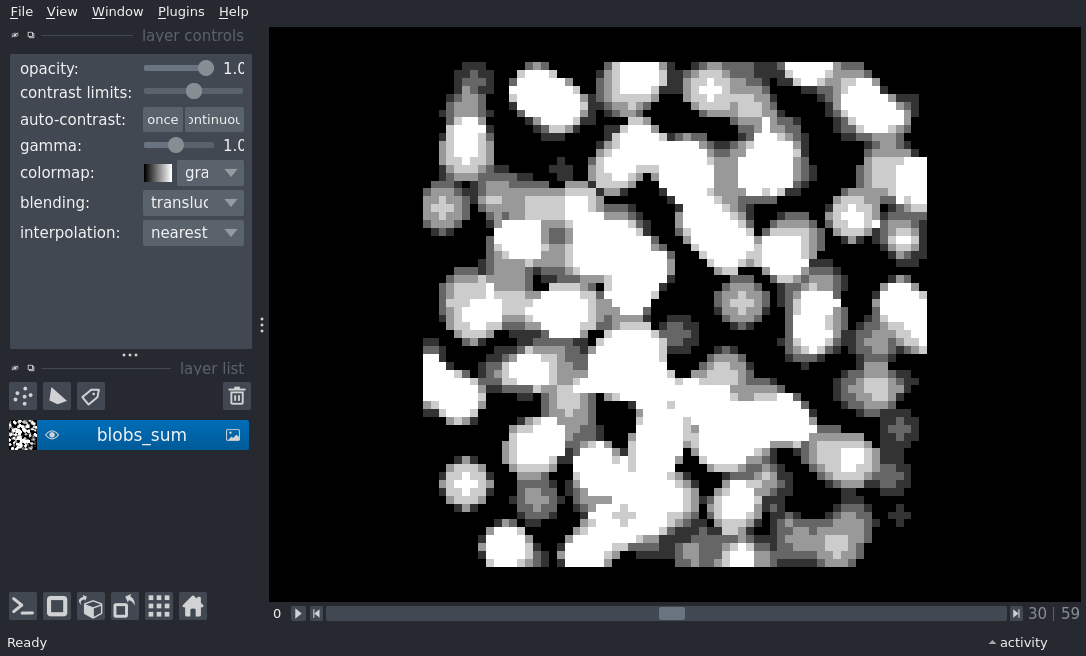 File View Window Plugins Help
layer controls
opacity: 1.0
contrast limits:
auto-contrast: once ontinuou
gamma: 1.0
colormap: gra
blending: transluc
interpolation: nearest
layer list
blobs_sum
0 30 | 59
Ready activity